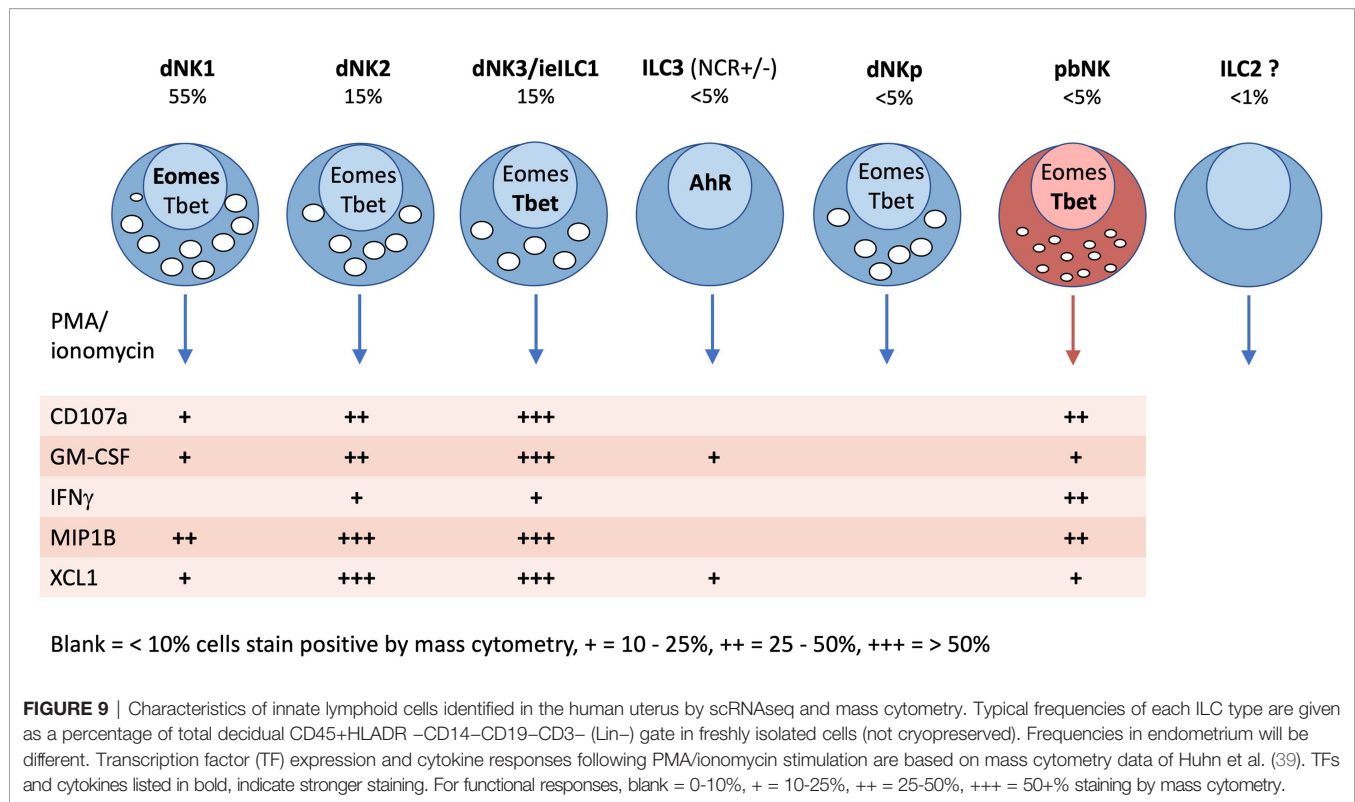 dNK1 dNK2 dNK3/ieILC1 ILC3 (NCR+/-) dNKp pbNK ILC2 ?
55% 15% 15% <5% <5% <5% <1%
Eomes Eomes Eomes AhR Eomes Eomes
Tbet Tbet Tbet Tbet Tbet
PMA/
ionomycin
CD107a + ++ +++ ++
GM-CSF + ++ +++ + +
IFNγ + + ++
MIP1B ++ +++ +++ ++
XCL1 + +++ +++ + +
Blank = < 10% cells stain positive by mass cytometry, + = 10 - 25%, ++ = 25 - 50%, +++ = > 50%
FIGURE 9 | Characteristics of innate lymphoid cells identified in the human uterus by scRNAseq and mass cytometry. Typical frequencies of each ILC type are given
as a percentage of total decidual CD45+HLADR −CD14−CD19−CD3− (Lin−) gate in freshly isolated cells (not cryopreserved). Frequencies in endometrium will be
different. Transcription factor (TF) expression and cytokine responses following PMA/ionomycin stimulation are based on mass cytometry data of Huhn et al. (39). TFs
and cytokines listed in bold, indicate stronger staining. For functional responses, blank = 0-10%, + = 10-25%, ++ = 25-50%, +++ = 50+% staining by mass cytometry.